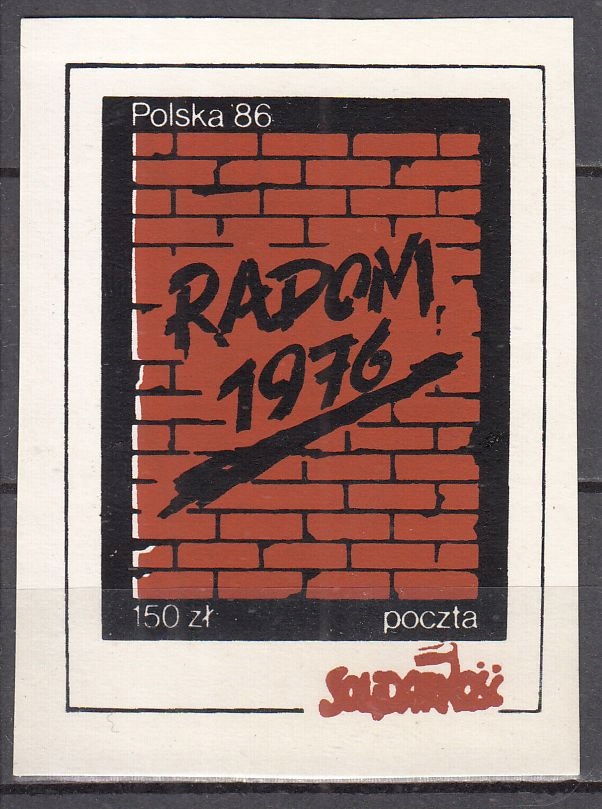 Polska '86
RADOM
1976
150 zł
poczta
SOLIDARNOŚĆ